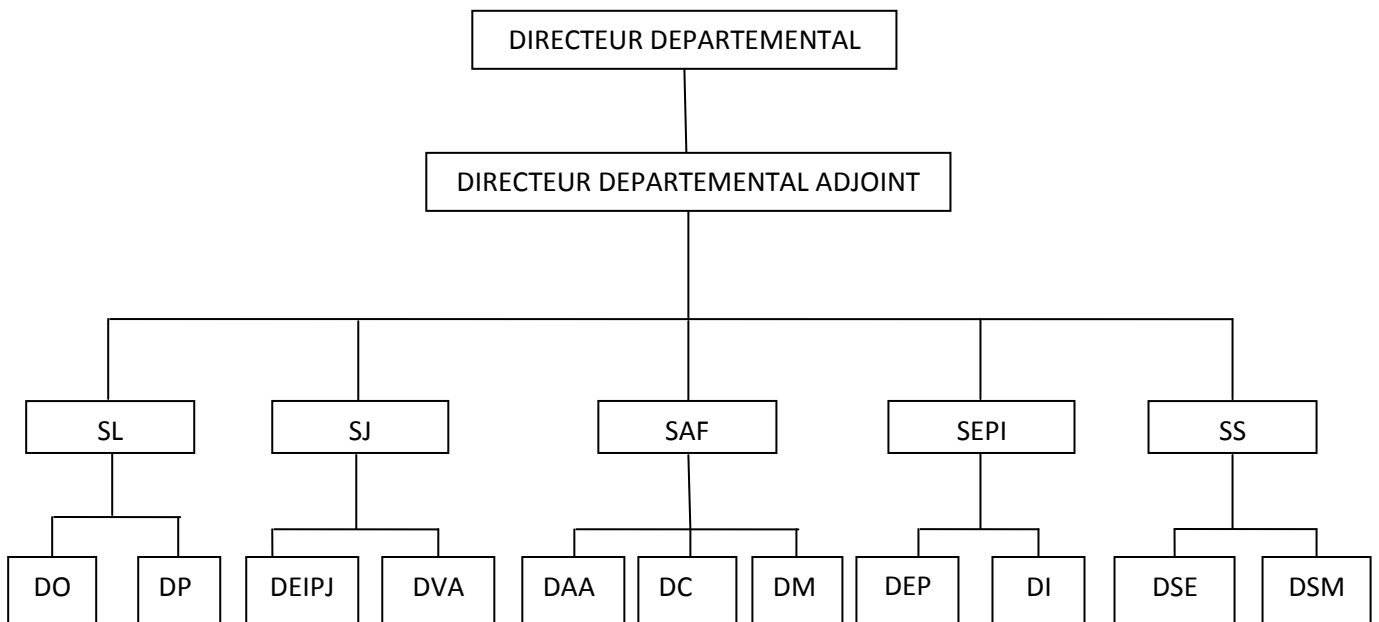 DIRECTEUR DEPARTEMENTAL
DIRECTEUR DEPARTEMENTAL ADJOINT
SL
SJ
SAF
SEPI
SS
DO
DP
DEIPJ
DVA
DAA
DC
DM
DEP
DI
DSE
DSM